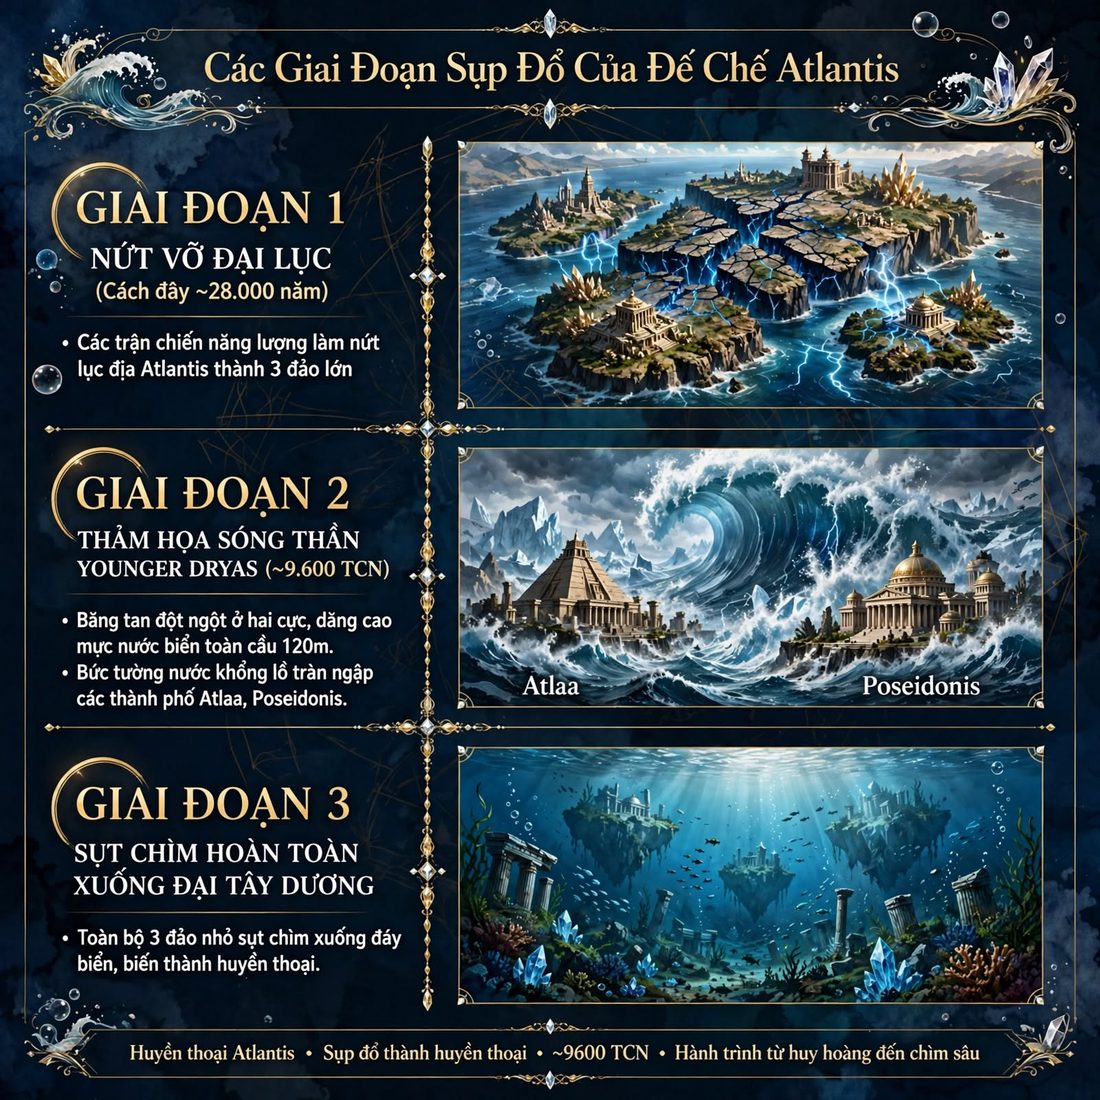 Các Giai Đoạn Sụp Đổ Của Đế Chế Atlantis
GIAI ĐOẠN 1
NỨT VỠ ĐẠI LỤC
(Cách đây ~28.000 năm)
• Các trận chiến năng lượng làm nứt
lục địa Atlantis thành 3 đảo lớn
GIAI ĐOẠN 2
THẢM HỌA SÓNG THẦN
YOUNGER DRYAS (~9.600 TCN)
• Băng tan đột ngột ở hai cực, dăng cao
mực nước biển toàn cầu 120m.
• Bức tường nước khổng lồ tràn ngập
các thành phố Atlaa, Poseidonis.
Atlaa
Poseidonis
GIAI ĐOẠN 3
SỤT CHÌM HOÀN TOÀN
XUỐNG ĐẠI TÂY DƯƠNG
• Toàn bộ 3 đảo nhỏ sụt chìm xuống đáy
biển, biến thành huyền thoại.
Huyền thoại Atlantis • Sụp đổ thành huyền thoại • ~9600 TCN • Hành trình từ huy hoàng đến chìm sâu